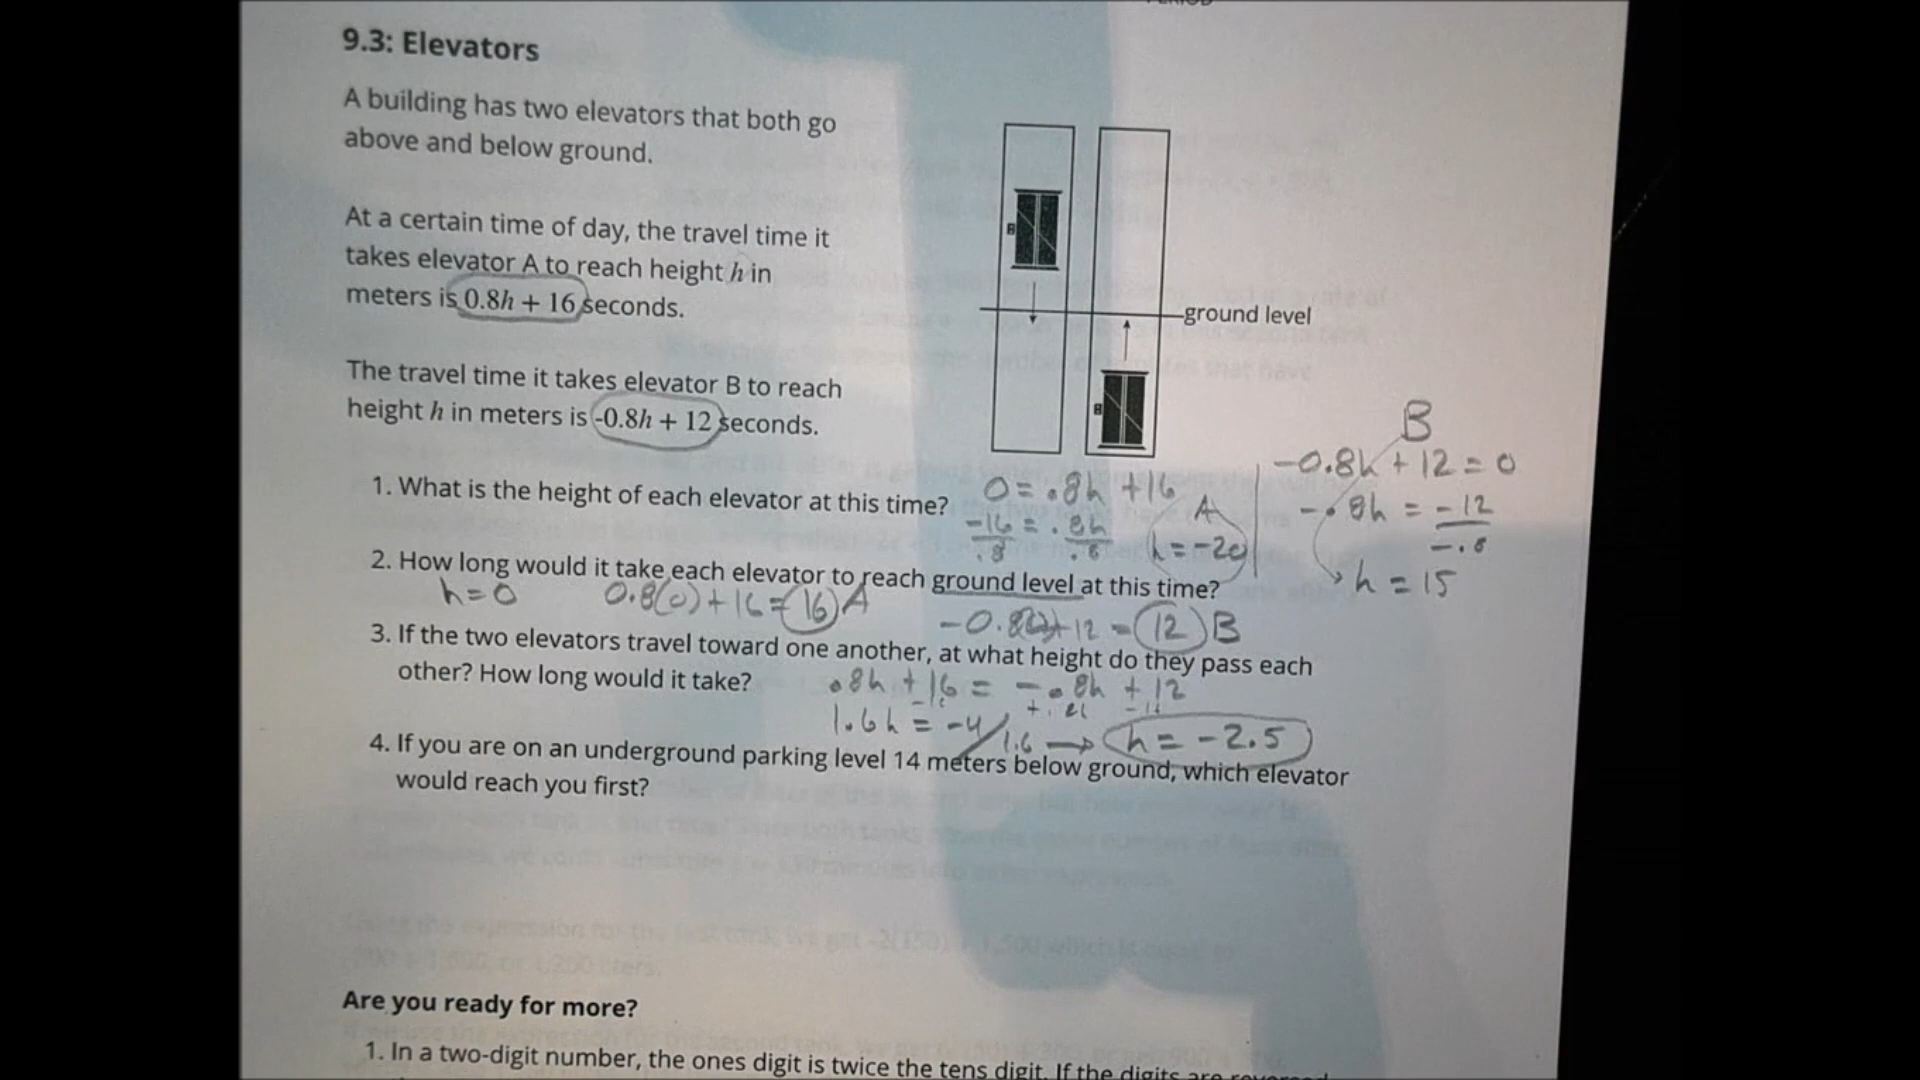 9.3: Elevators
A building has two elevators that both go
above and below ground.
At a certain time of day, the travel time it
takes elevator A to reach height h in
meters is 0.8h + 16 seconds.
ground level
The travel time it takes elevator B to reach
height h in meters is -0.8h + 12 seconds.
B
-0.8h + 12 = 0
-.8h = -12
-.8
h = 15
1. What is the height of each elevator at this time?
0 = .8h + 16
-16 = .8h
.8 .8
A
h = -20
2. How long would it take each elevator to reach ground level at this time?
h = 0 0.8(0) + 16 = 16 A
12 = 12 B
3. If the two elevators travel toward one another, at what height do they pass each
other? How long would it take?
.8h + 16 = -.8h + 12
1.6h = -4/1.6 → h = -2.5
4. If you are on an underground parking level 14 meters below ground, which elevator
would reach you first?
Are you ready for more?
1. In a two-digit number, the ones digit is twice the tens digit. If the digits are reversed